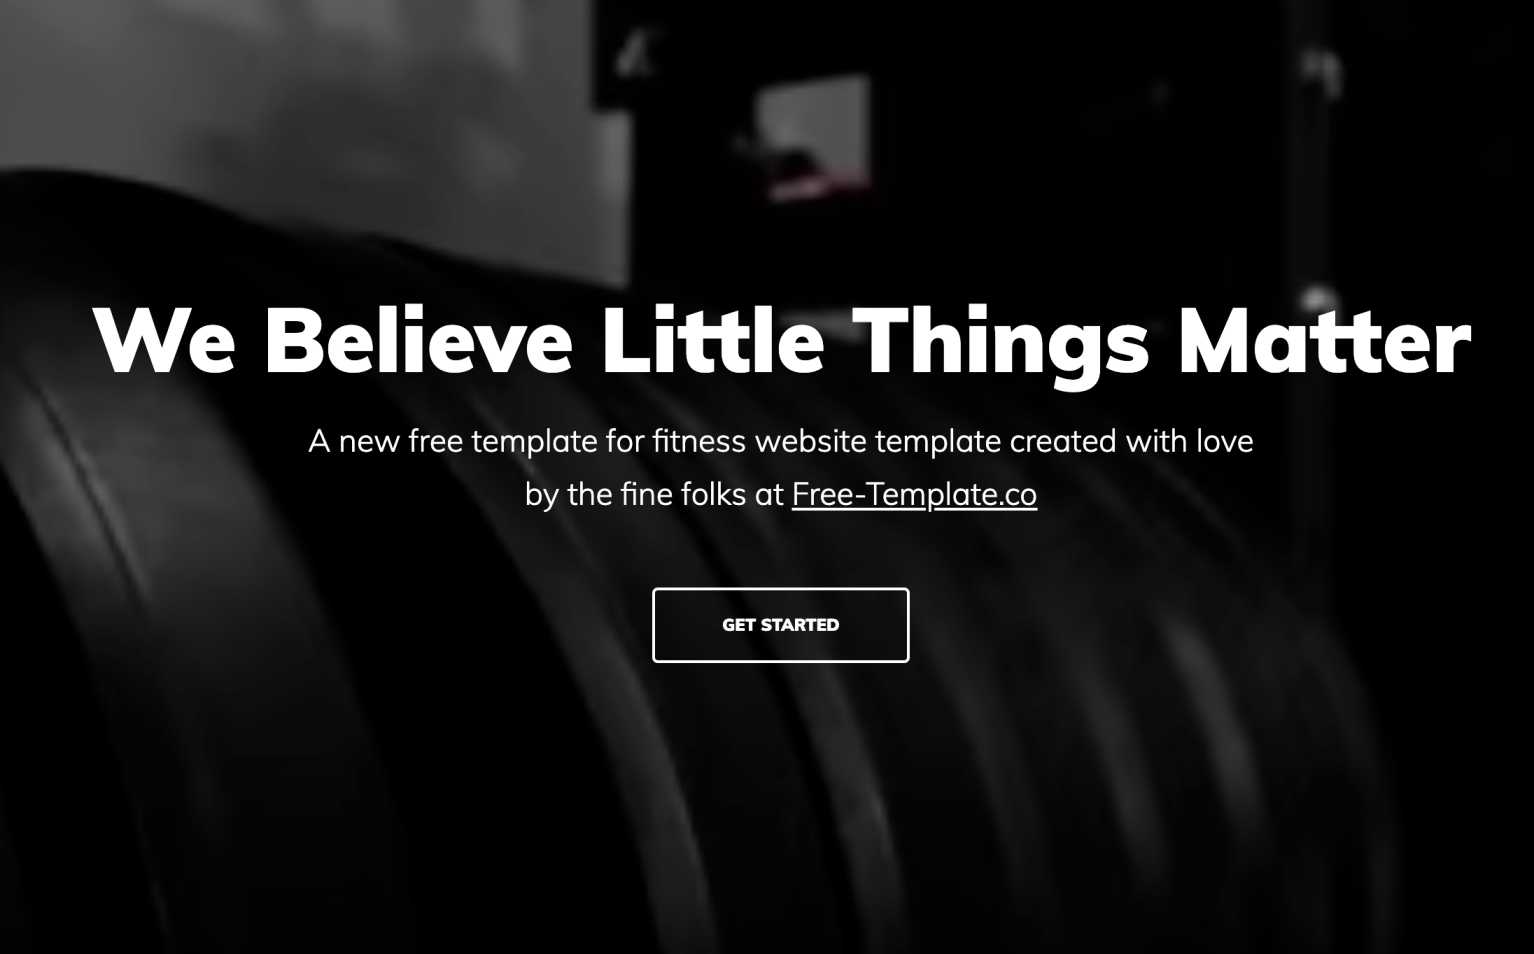 We Believe Little Things Matter
A new free template for fitness website template created with love
by the fine folks at Free-Template.co
GET STARTED